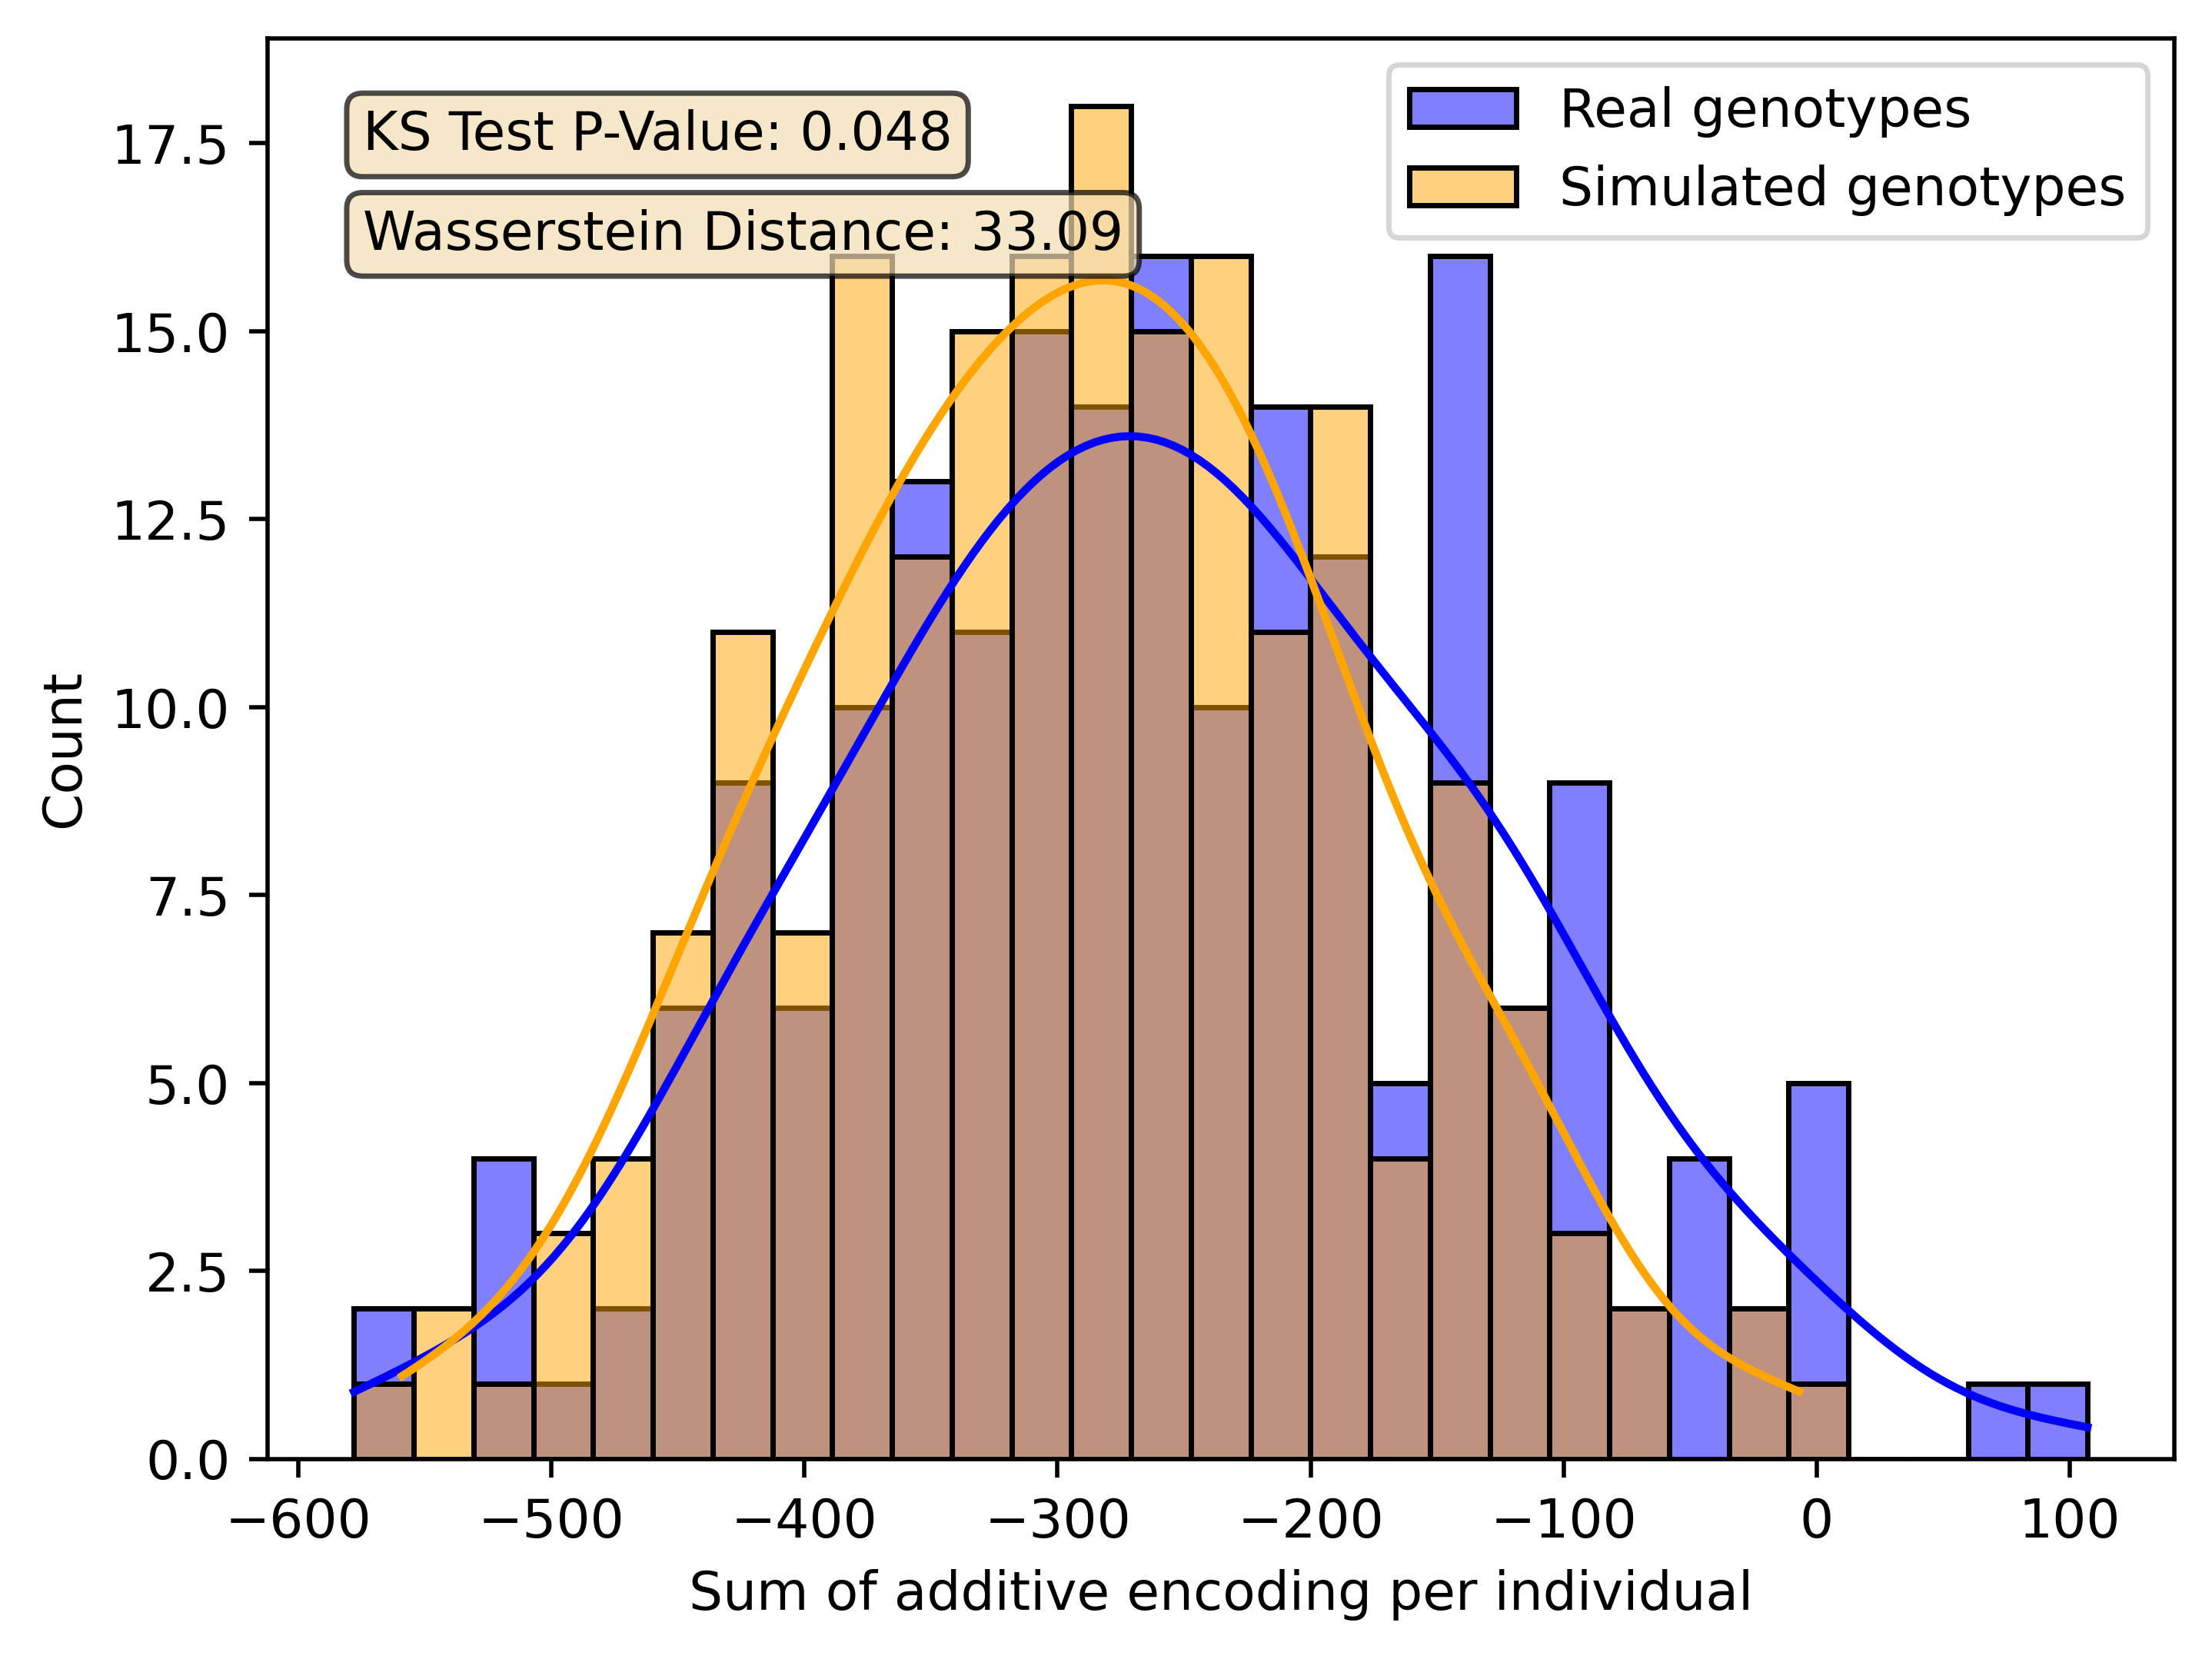 KS Test P-Value: 0.048
Wasserstein Distance: 33.09
Real genotypes
Simulated genotypes
17.5
15.0
12.5
10.0
7.5
5.0
2.5
0.0
Count
−600 −500 −400 −300 −200 −100 0 100
Sum of additive encoding per individual